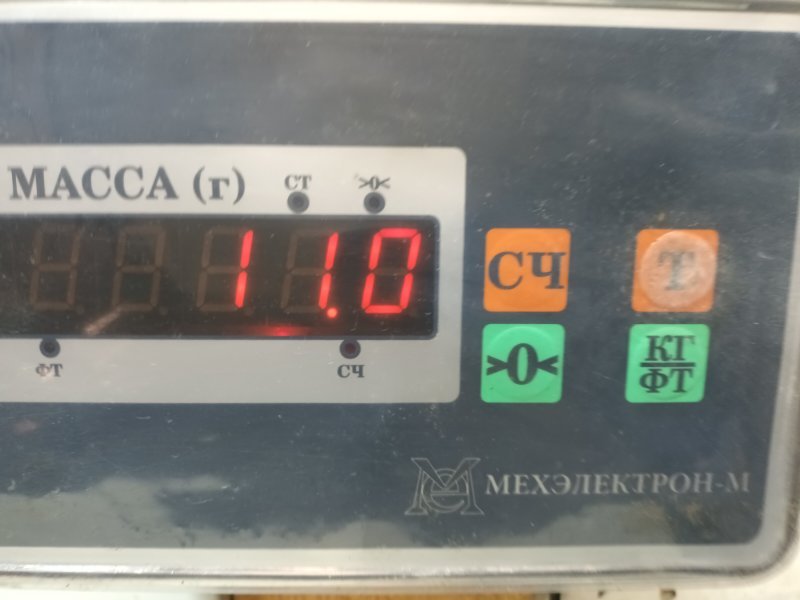 МАССА (г)
СТ
>0<
11.0
ФТ
СЧ
СЧ
Т
>0<
КГ
ФТ
МЕХЭЛЕКТРОН-М